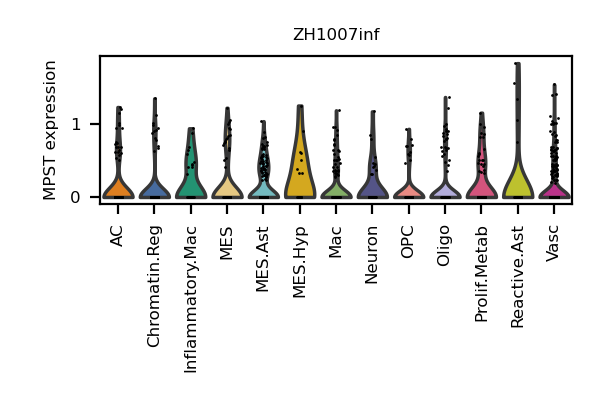 ZH1007inf
MPST expression
1
0
AC
Chromatin.Reg
Inflammatory.Mac
MES
MES.Ast
MES.Hyp
Mac
Neuron
OPC
Oligo
Prolif.Metab
Reactive.Ast
Vasc